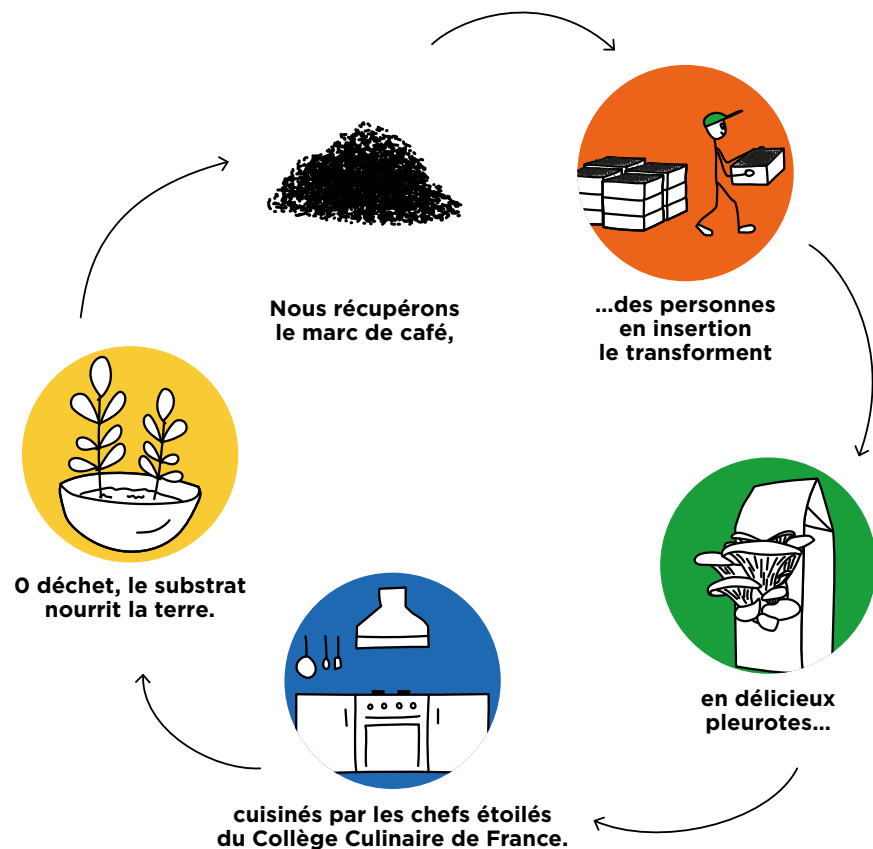 Nous récupérons
le marc de café,
...des personnes
en insertion
le transforment
en délicieux
pleurotes...
cuisinés par les chefs étoilés
du Collège Culinaire de France.
0 déchet, le substrat
nourrit la terre.